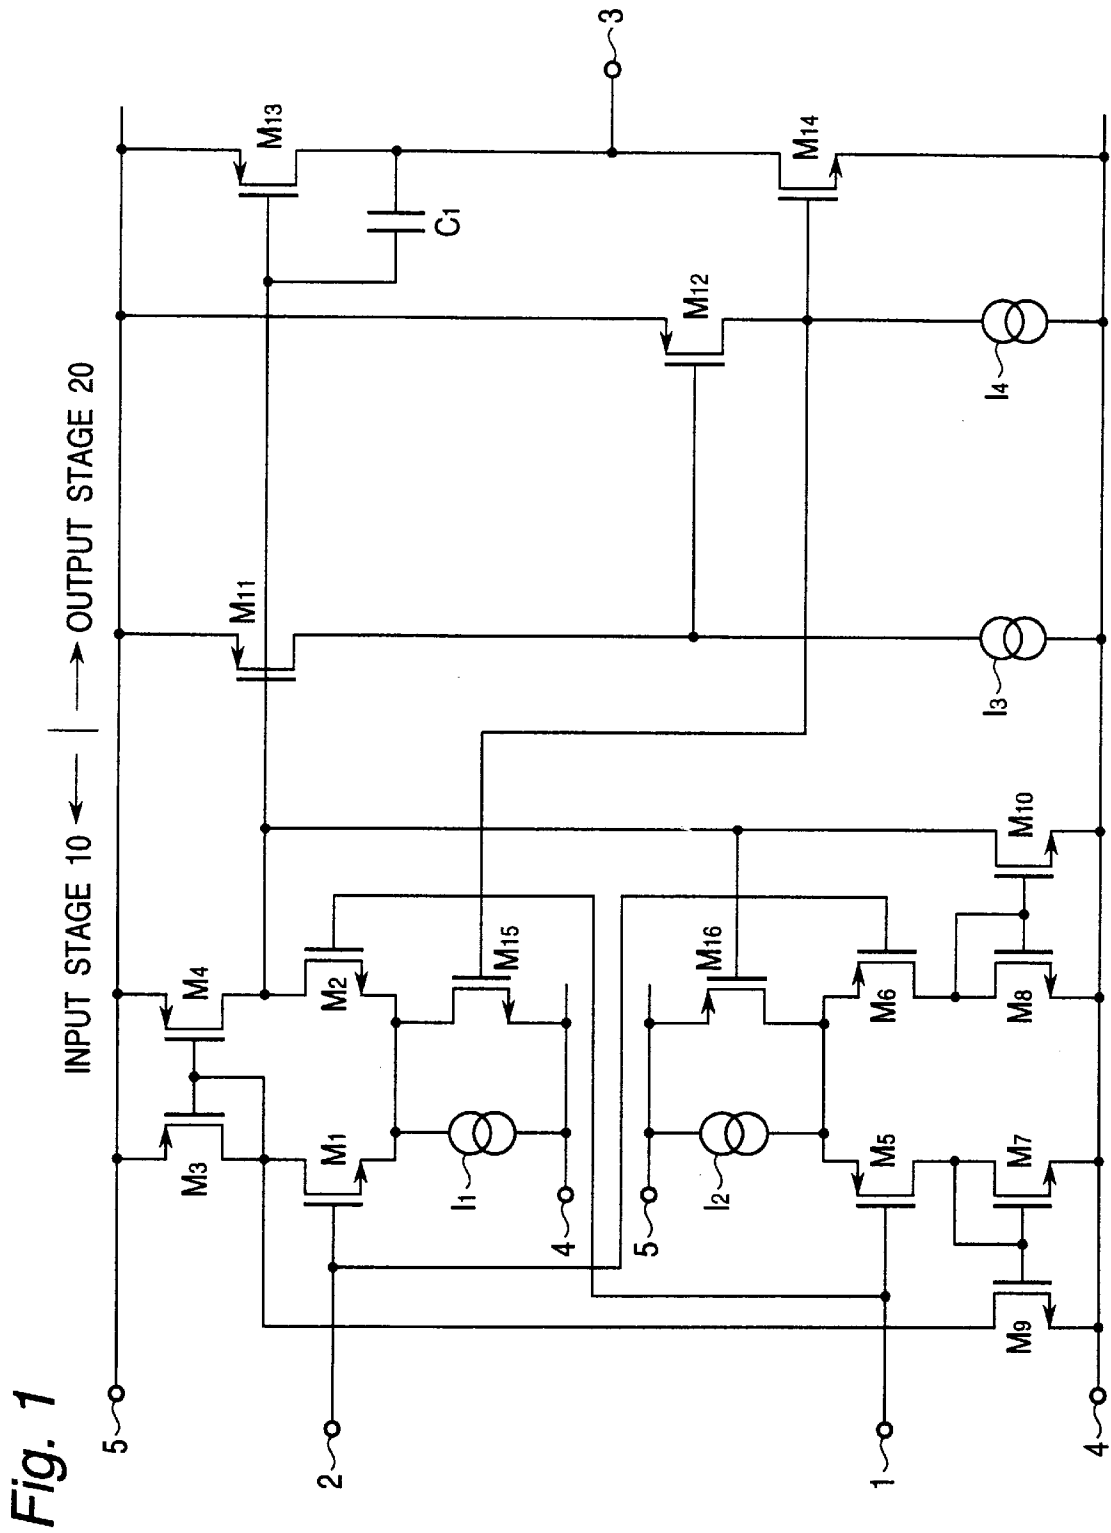 Fig. 1
INPUT STAGE 10 ← | → OUTPUT STAGE 20
5
M3
M4
M11
M13
C1
3
2
M1
M2
M12
I1
M15
4
5
I2
M16
M14
1
M5
M6
M9
M7
M8
M10
I3
I4
4